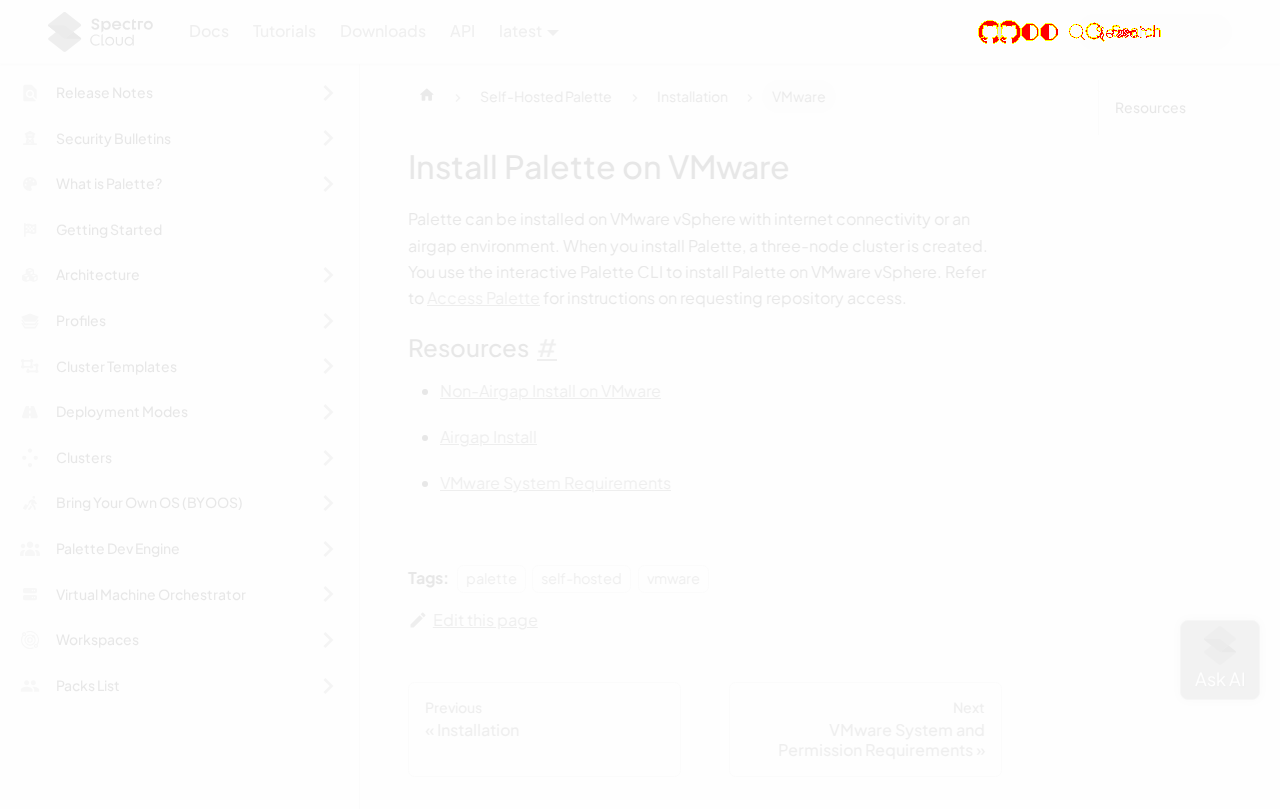 Spectro Cloud
Docs
Tutorials
Downloads
API
latest
Search
Release Notes
Security Bulletins
What is Palette?
Getting Started
Architecture
Profiles
Cluster Templates
Deployment Modes
Clusters
Bring Your Own OS (BYOOS)
Palette Dev Engine
Virtual Machine Orchestrator
Workspaces
Packs List
Self-Hosted Palette
Installation
VMware
Install Palette on VMware
Palette can be installed on VMware vSphere with internet connectivity or an
airgap environment. When you install Palette, a three-node cluster is created.
You use the interactive Palette CLI to install Palette on VMware vSphere. Refer
to Access Palette for instructions on requesting repository access.
Resources #
Non-Airgap Install on VMware
Airgap Install
VMware System Requirements
Tags: palette self-hosted vmware
Edit this page
Previous
« Installation
Next
VMware System and
Permission Requirements »
Resources
Ask AI